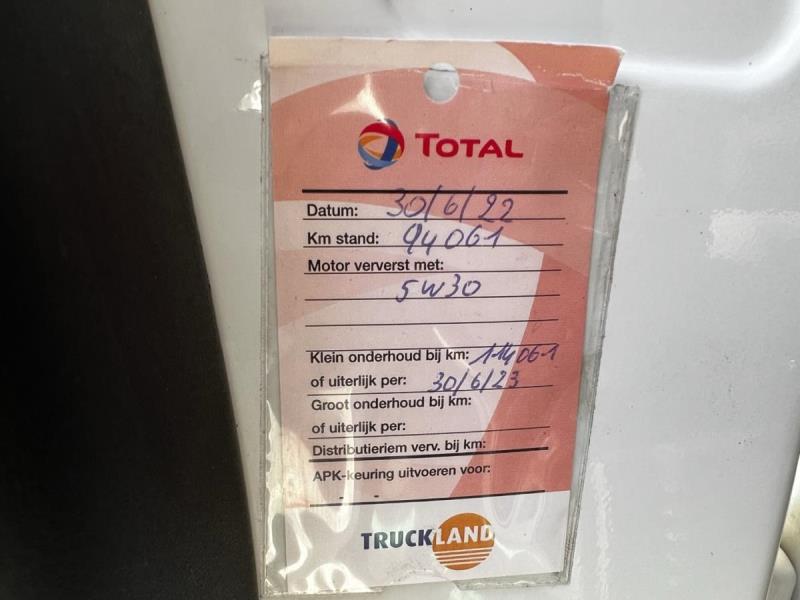 TOTAL
Datum: 30/6/22
Km stand: 94061
Motor ververst met:
5W30
Klein onderhoud bij km: 114061
of uiterlijk per: 30/6/23
Groot onderhoud bij km:
of uiterlijk per:
Distributieriem verv. bij km:
APK-keuring uitvoeren voor:
- -
TRUCKLAND